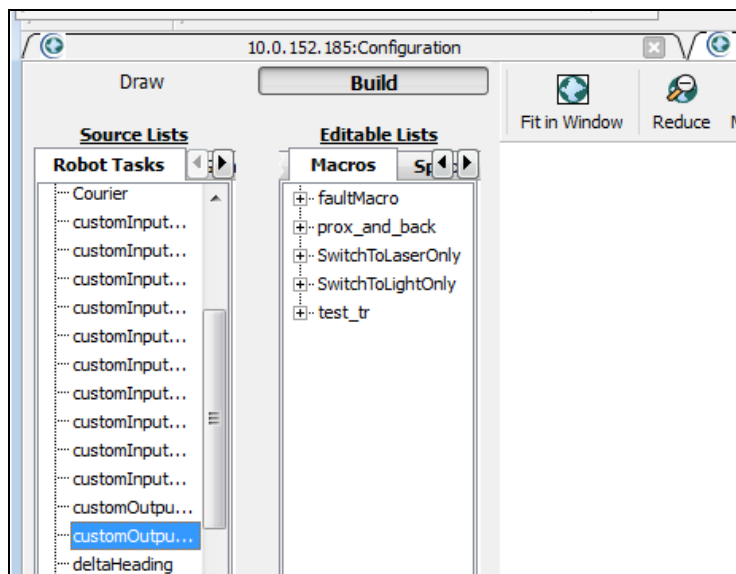 10.0.152.185:Configuration
Draw
Build
Fit in Window
Reduce
Source Lists
Editable Lists
Robot Tasks
Macros
Courier
customInput...
customInput...
customInput...
customInput...
customInput...
customInput...
customInput...
customInput...
customInput...
customInput...
customOutpu...
customOutpu...
deltaHeading
faultMacro
prox_and_back
SwitchToLaserOnly
SwitchToLightOnly
test_tr